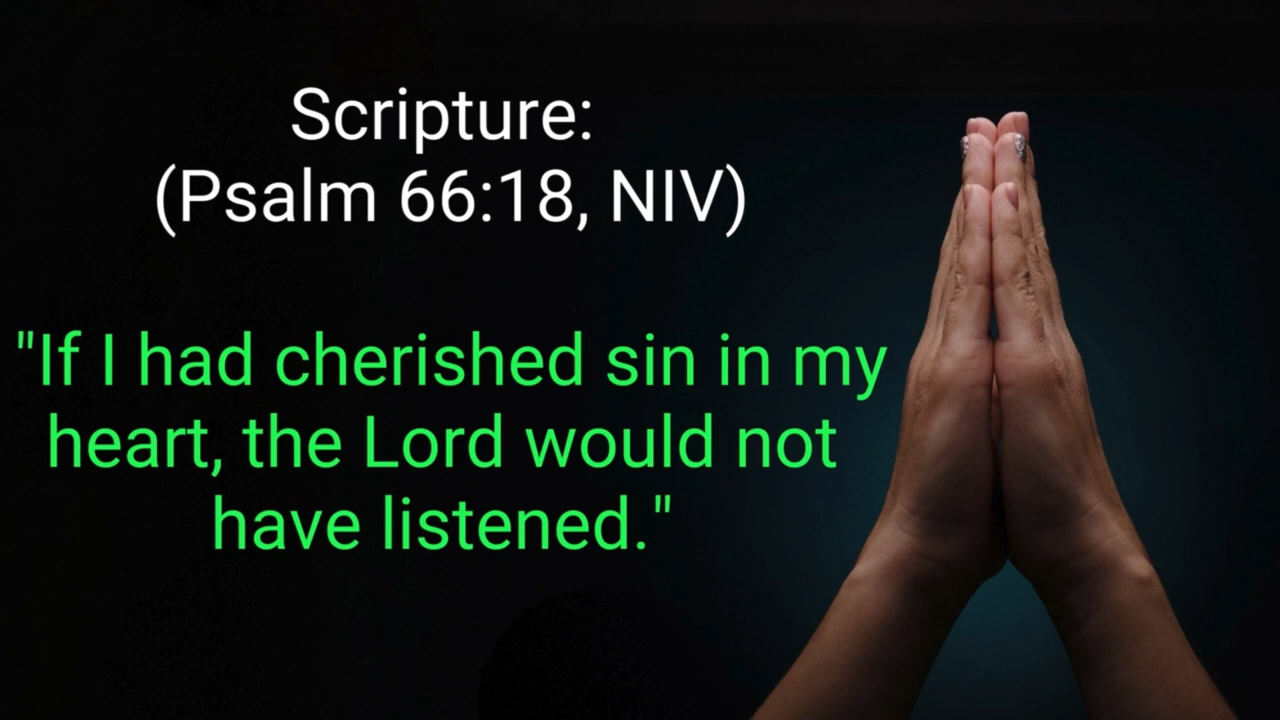 Scripture:
(Psalm 66:18, NIV)
"If I had cherished sin in my
heart, the Lord would not
have listened."